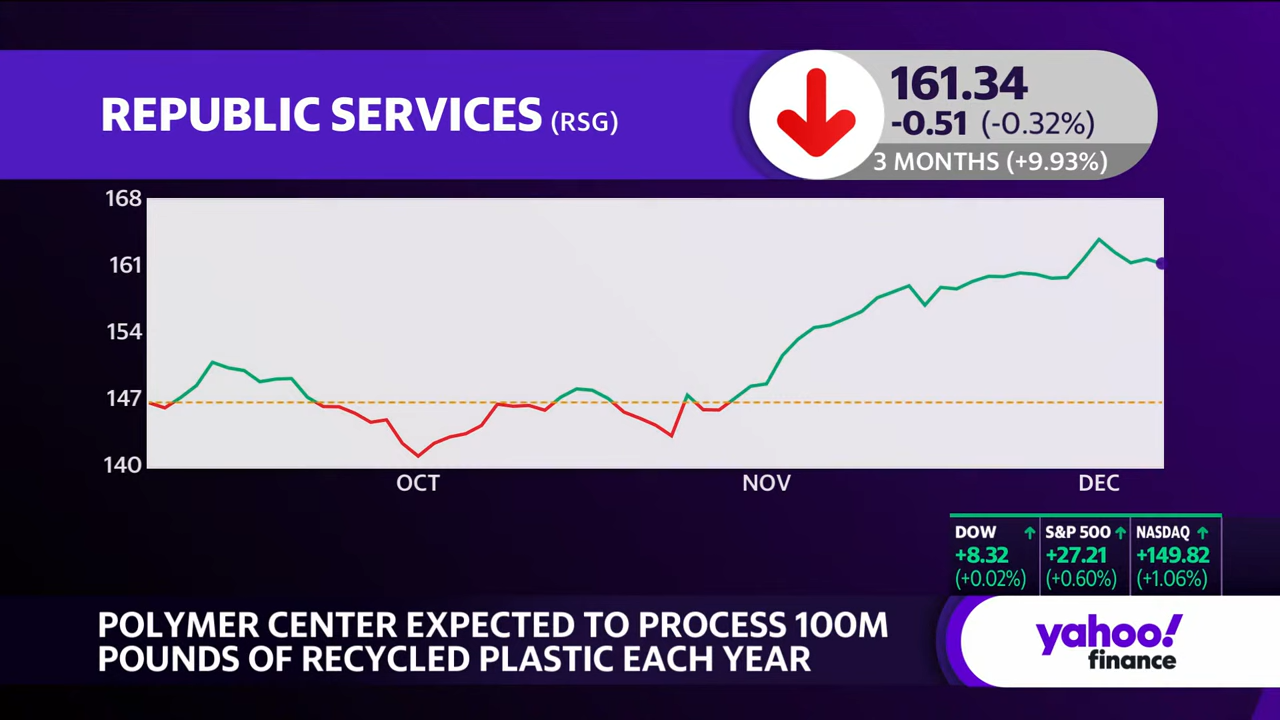 REPUBLIC SERVICES (RSG)
161.34
-0.51 (-0.32%)
3 MONTHS (+9.93%)
168
161
154
147
140
OCT NOV DEC
DOW S&P 500 NASDAQ
+8.32 +27.21 +149.82
(+0.02%) (+0.60%) (+1.06%)
POLYMER CENTER EXPECTED TO PROCESS 100M
POUNDS OF RECYCLED PLASTIC EACH YEAR
yahoo!
finance